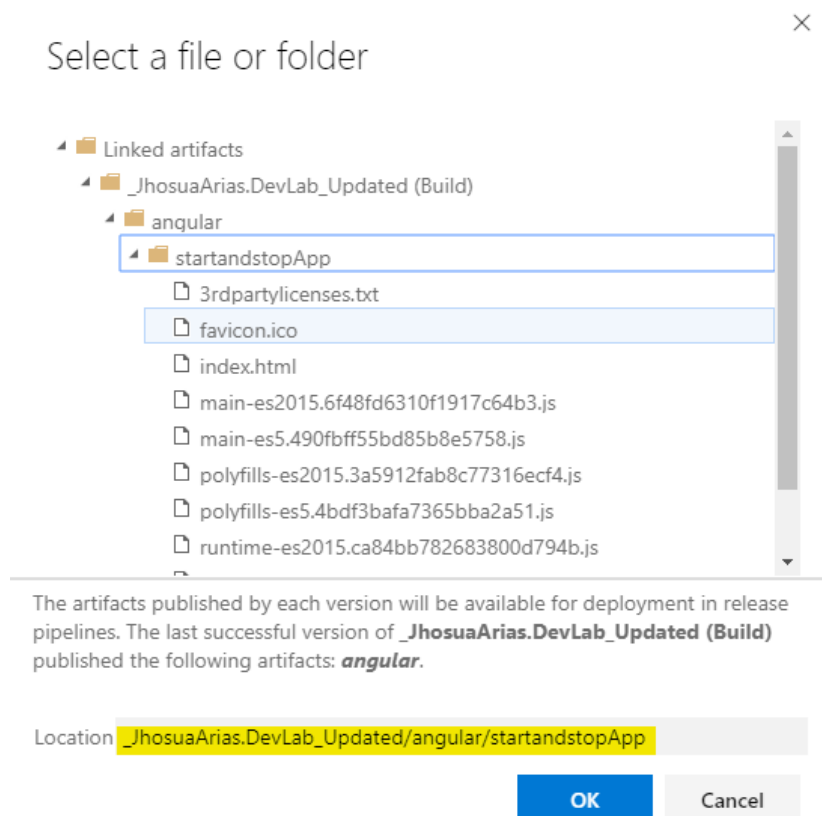 Select a file or folder
Linked artifacts
_JhosuaArias.DevLab_Updated (Build)
angular
startandstopApp
3rdpartylicenses.txt
favicon.ico
index.html
main-es2015.6f48fd6310f1917c64b3.js
main-es5.490fbff55bd85b8e5758.js
polyfills-es2015.3a5912fab8c77316ecf4.js
polyfills-es5.4bdf3bafa7365bba2a51.js
runtime-es2015.ca84bb782683800d794b.js
The artifacts published by each version will be available for deployment in release
pipelines. The last successful version of _JhosuaArias.DevLab_Updated (Build)
published the following artifacts: angular.
Location _JhosuaArias.DevLab_Updated/angular/startandstopApp
OK Cancel